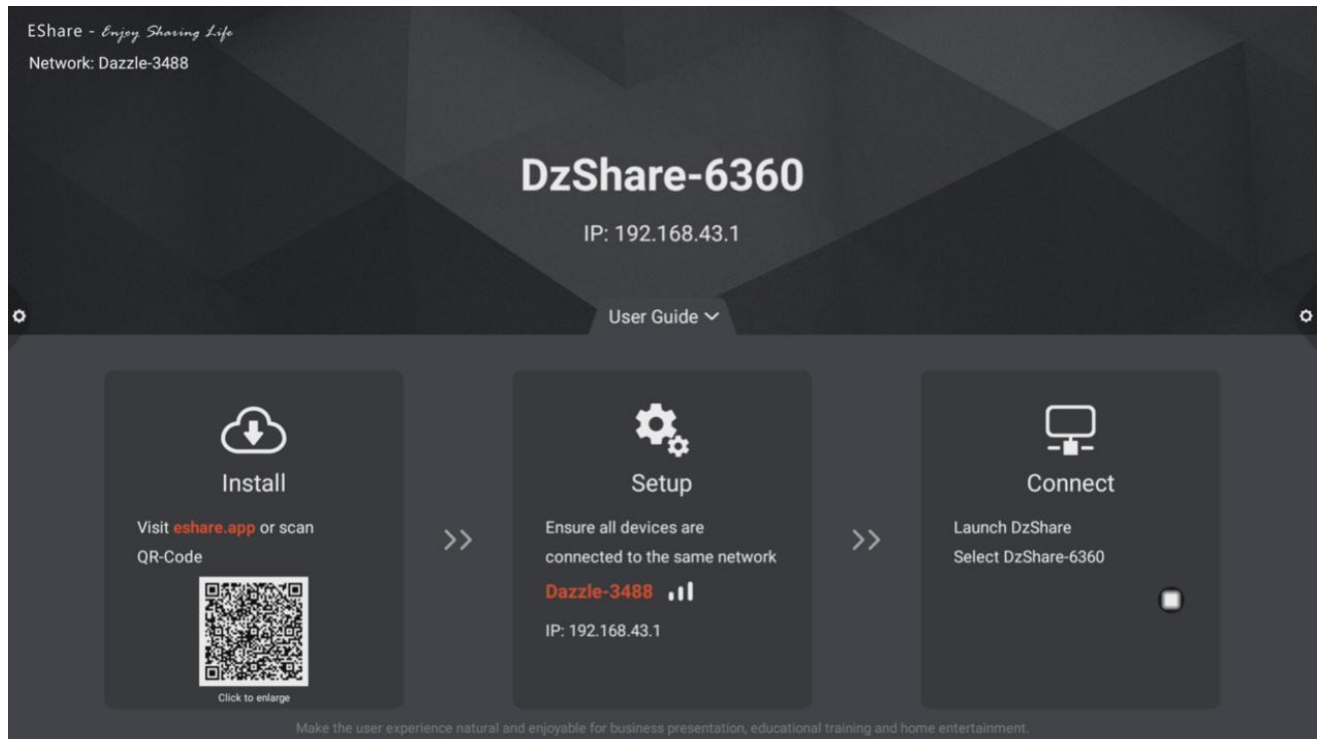 EShare - Enjoy Sharing Life
Network: Dazzle-3488
DzShare-6360
IP: 192.168.43.1
User Guide
Install
Visit eshare.app or scan
QR-Code
Click to enlarge
Setup
Ensure all devices are
connected to the same network
Dazzle-3488
IP: 192.168.43.1
Connect
Launch DzShare
Select DzShare-6360
Make the user experience natural and enjoyable for business presentation, educational training and home entertainment.